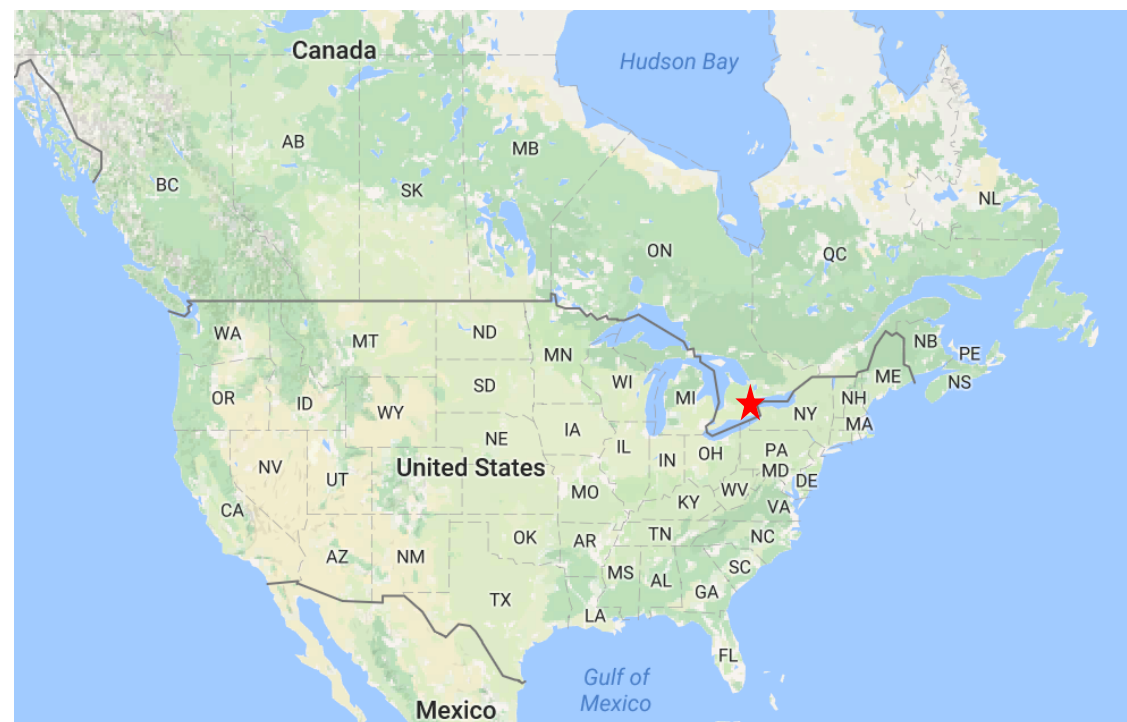 Canada
Hudson Bay
AB
MB
BC
SK
NL
ON
QC
WA
MT
ND
MN
NB
PE
ME
NS
OR
ID
WY
SD
WI
MI
NH
NY
MA
NE
IA
IL
IN
OH
PA
MD
DE
NV
UT
United States
MO
KY
WV
VA
CA
AZ
NM
OK
AR
TN
NC
SC
MS
AL
GA
TX
LA
FL
Gulf of
Mexico
Mexico